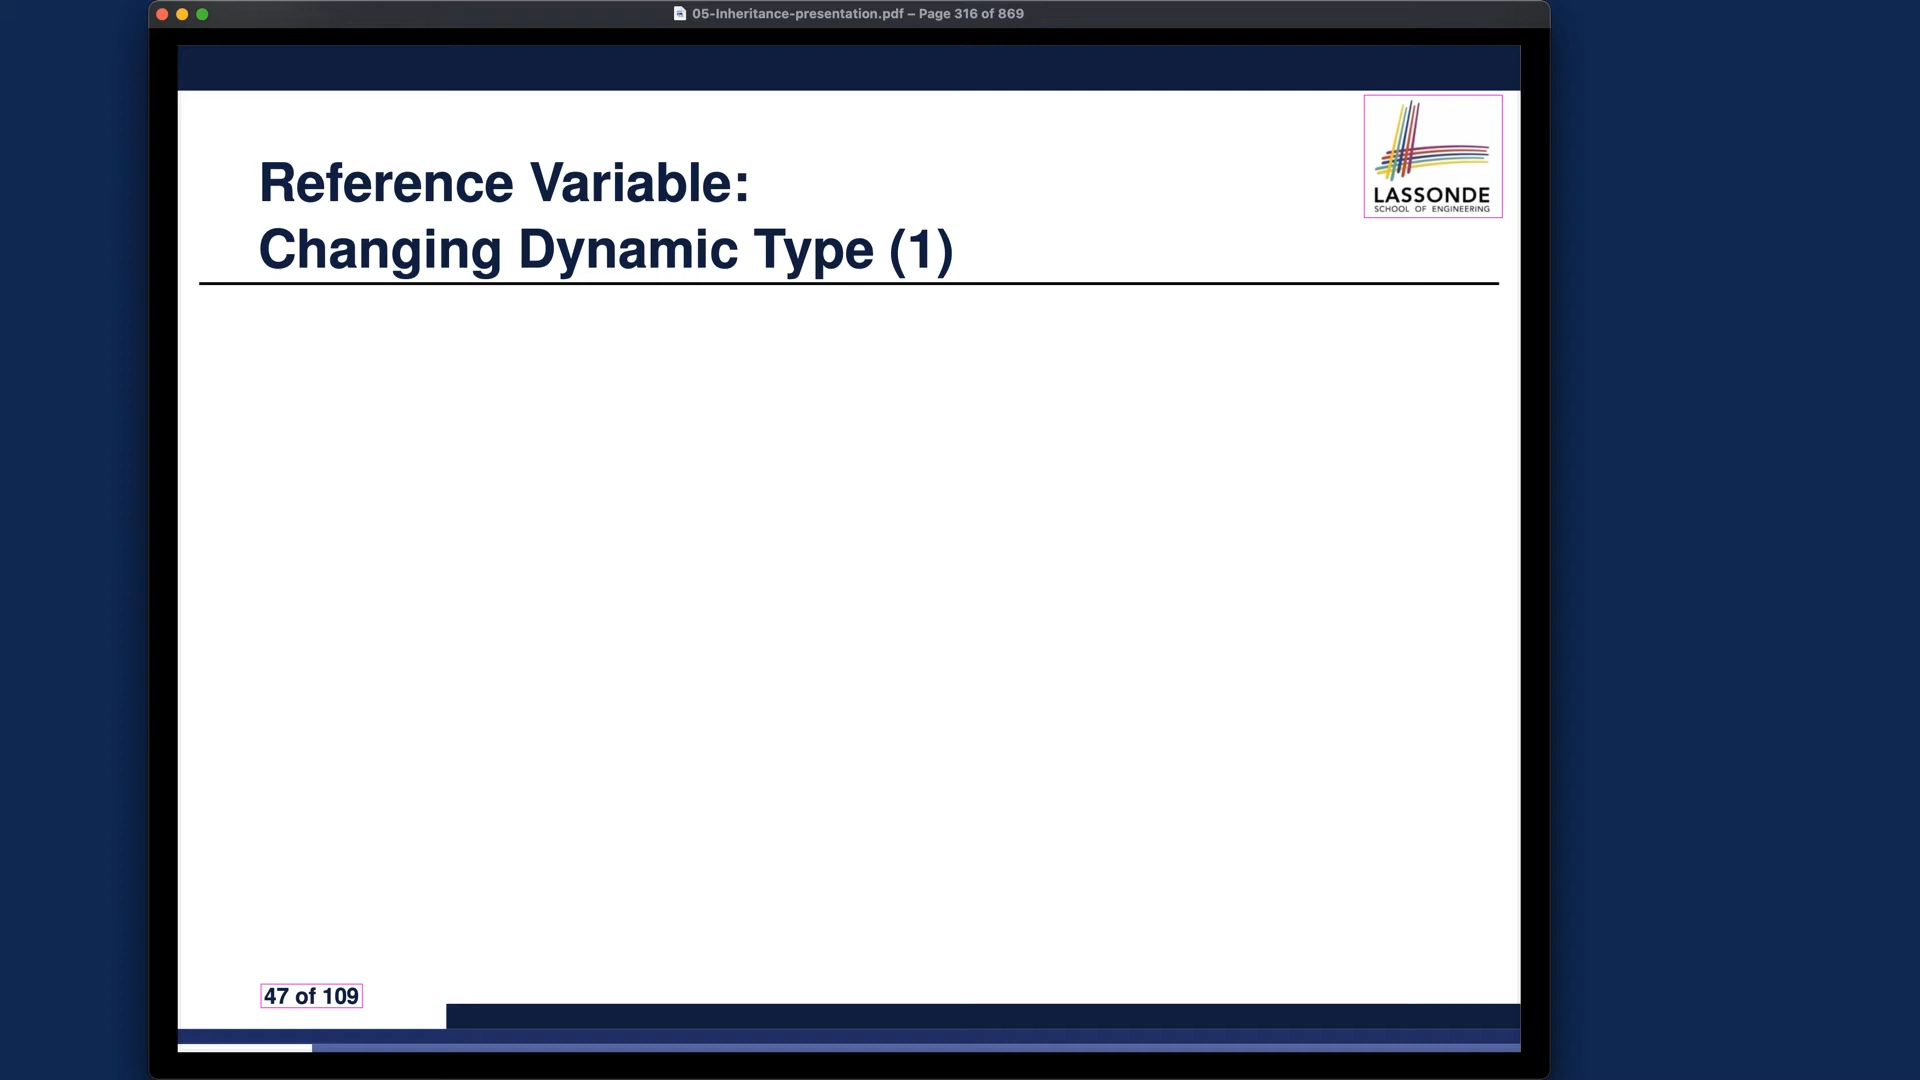 05-Inheritance-presentation.pdf – Page 316 of 869
LASSONDE
SCHOOL OF ENGINEERING
Reference Variable:
Changing Dynamic Type (1)
47 of 109